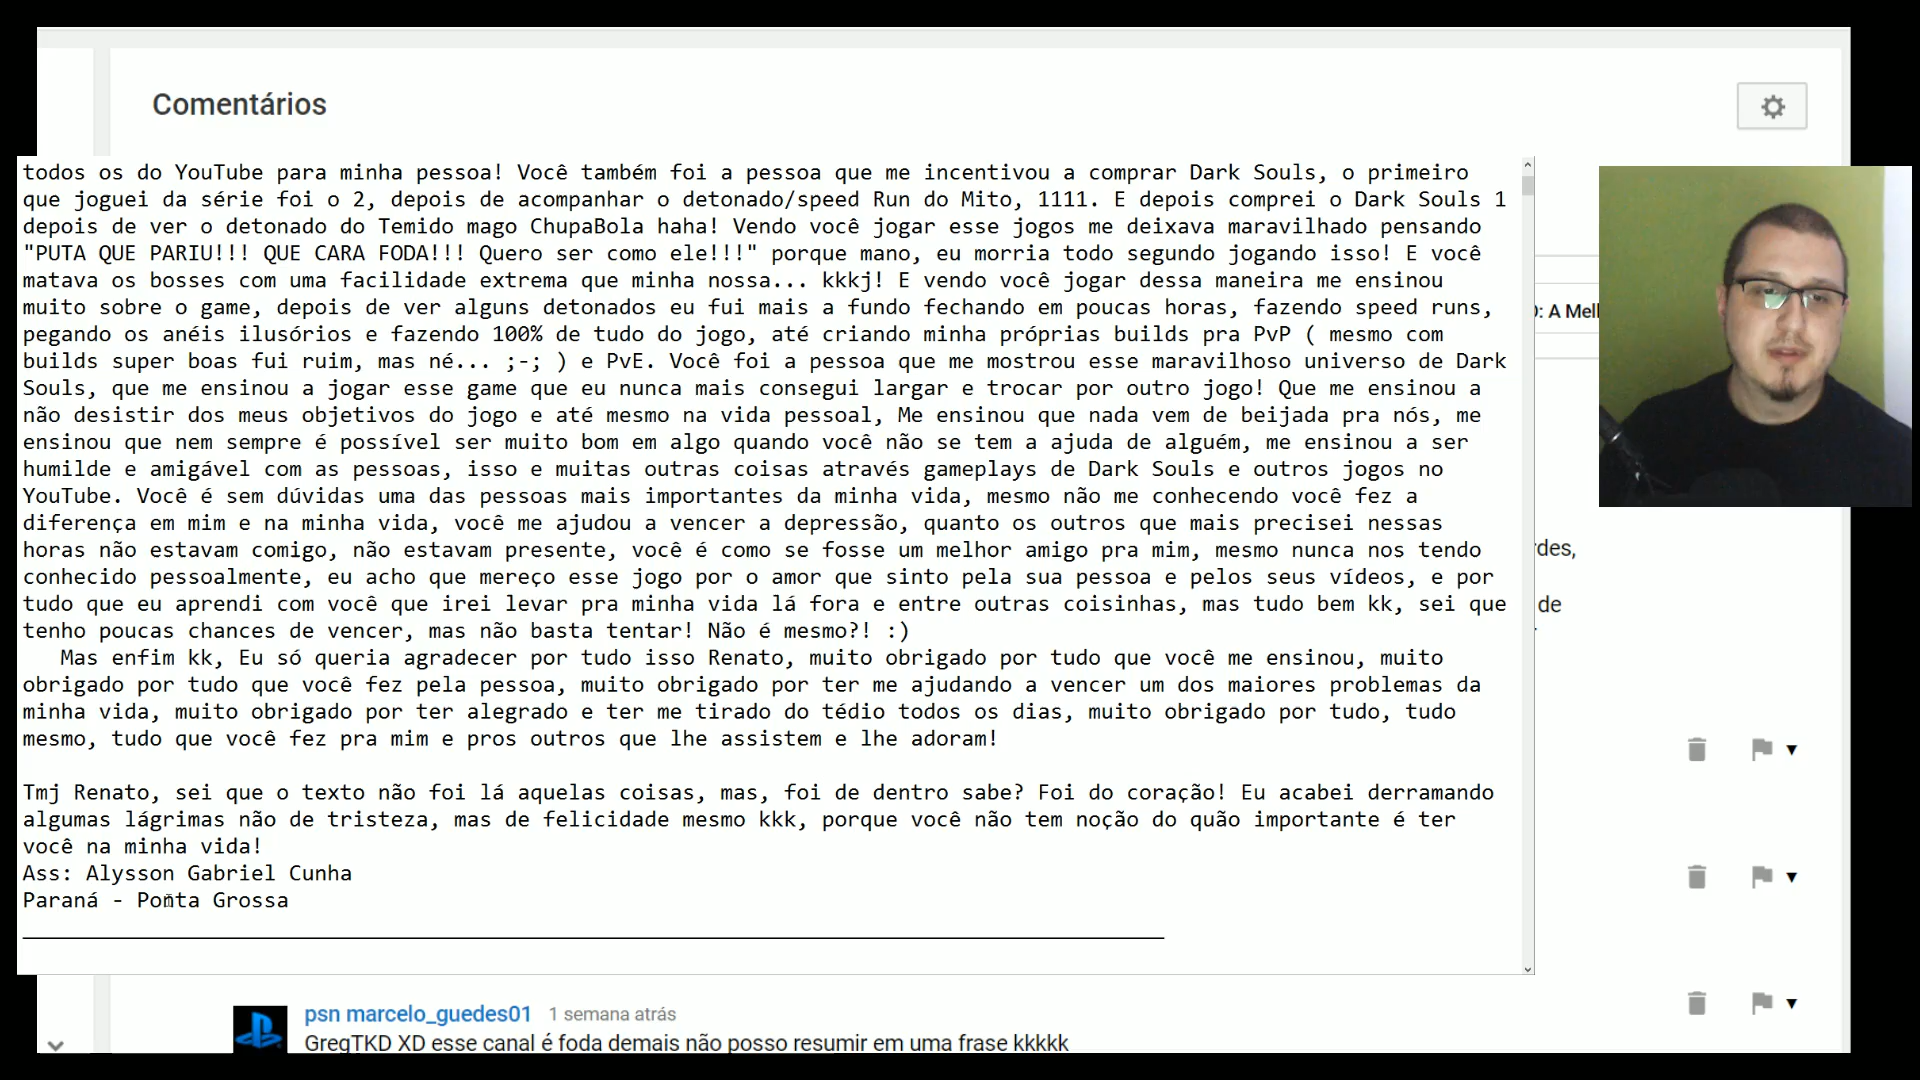 Comentários
todos os do YouTube para minha pessoa! Você também foi a pessoa que me incentivou a comprar Dark Souls, o primeiro
que joguei da série foi o 2, depois de acompanhar o detonado/speed Run do Mito, 1111. E depois comprei o Dark Souls 1
depois de ver o detonado do Temido mago ChupaBola haha! Vendo você jogar esse jogos me deixava maravilhado pensando
"PUTA QUE PARIU!!! QUE CARA FODA!!! Quero ser como ele!!!" porque mano, eu morria todo segundo jogando isso! E você
matava os bosses com uma facilidade extrema que minha nossa... kkkj! E vendo você jogar dessa maneira me ensinou
muito sobre o game, depois de ver alguns detonados eu fui mais a fundo fechando em poucas horas, fazendo speed runs,
pegando os anéis ilusórios e fazendo 100% de tudo do jogo, até criando minha próprias builds pra PvP ( mesmo com
builds super boas fui ruim, mas né... ;-; ) e PvE. Você foi a pessoa que me mostrou esse maravilhoso universo de Dark
Souls, que me ensinou a jogar esse game que eu nunca mais consegui largar e trocar por outro jogo! Que me ensinou a
não desistir dos meus objetivos do jogo e até mesmo na vida pessoal, Me ensinou que nada vem de beijada pra nós, me
ensinou que nem sempre é possível ser muito bom em algo quando você não se tem a ajuda de alguém, me ensinou a ser
humilde e amigável com as pessoas, isso e muitas outras coisas através gameplays de Dark Souls e outros jogos no
YouTube. Você é sem dúvidas uma das pessoas mais importantes da minha vida, mesmo não me conhecendo você fez a
diferença em mim e na minha vida, você me ajudou a vencer a depressão, quanto os outros que mais precisei nessas
horas não estavam comigo, não estavam presente, você é como se fosse um melhor amigo pra mim, mesmo nunca nos tendo
conhecido pessoalmente, eu acho que mereço esse jogo por o amor que sinto pela sua pessoa e pelos seus vídeos, e por
tudo que eu aprendi com você que irei levar pra minha vida lá fora e entre outras coisinhas, mas tudo bem kk, sei que
tenho poucas chances de vencer, mas não basta tentar! Não é mesmo?! :)
Mas enfim kk, Eu só queria agradecer por tudo isso Renato, muito obrigado por tudo que você me ensinou, muito
obrigado por tudo que você fez pela pessoa, muito obrigado por ter me ajudando a vencer um dos maiores problemas da
minha vida, muito obrigado por ter alegrado e ter me tirado do tédio todos os dias, muito obrigado por tudo, tudo
mesmo, tudo que você fez pra mim e pros outros que lhe assistem e lhe adoram!
Tmj Renato, sei que o texto não foi lá aquelas coisas, mas, foi de dentro sabe? Foi do coração! Eu acabei derramando
algumas lágrimas não de tristeza, mas de felicidade mesmo kkk, porque você não tem noção do quão importante é ter
você na minha vida!
Ass: Alysson Gabriel Cunha
Paraná - Ponta Grossa
: A Mel
rdes,
de
psn marcelo_guedes01 1 semana atrás
GregTKD XD esse canal é foda demais não posso resumir em uma frase kkkkk